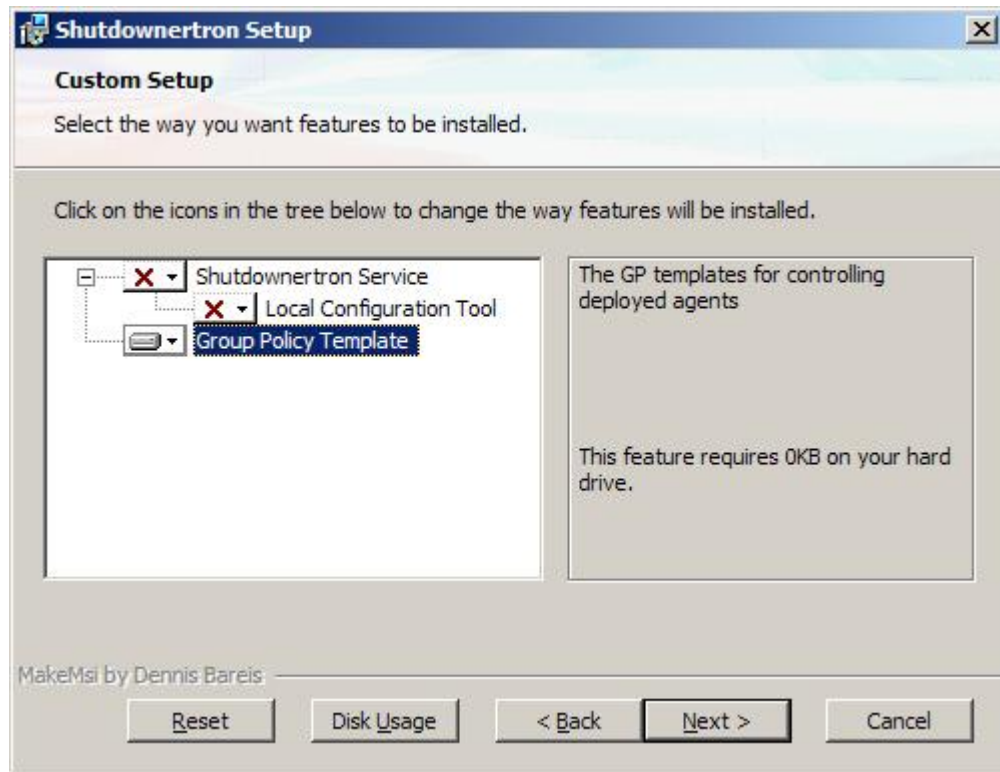 Shutdownertron Setup
Custom Setup
Select the way you want features to be installed.
Click on the icons in the tree below to change the way features will be installed.
Shutdownertron Service
Local Configuration Tool
Group Policy Template
The GP templates for controlling
deployed agents
This feature requires 0KB on your hard
drive.
MakeMsi by Dennis Bareis
Reset
Disk Usage
< Back
Next >
Cancel